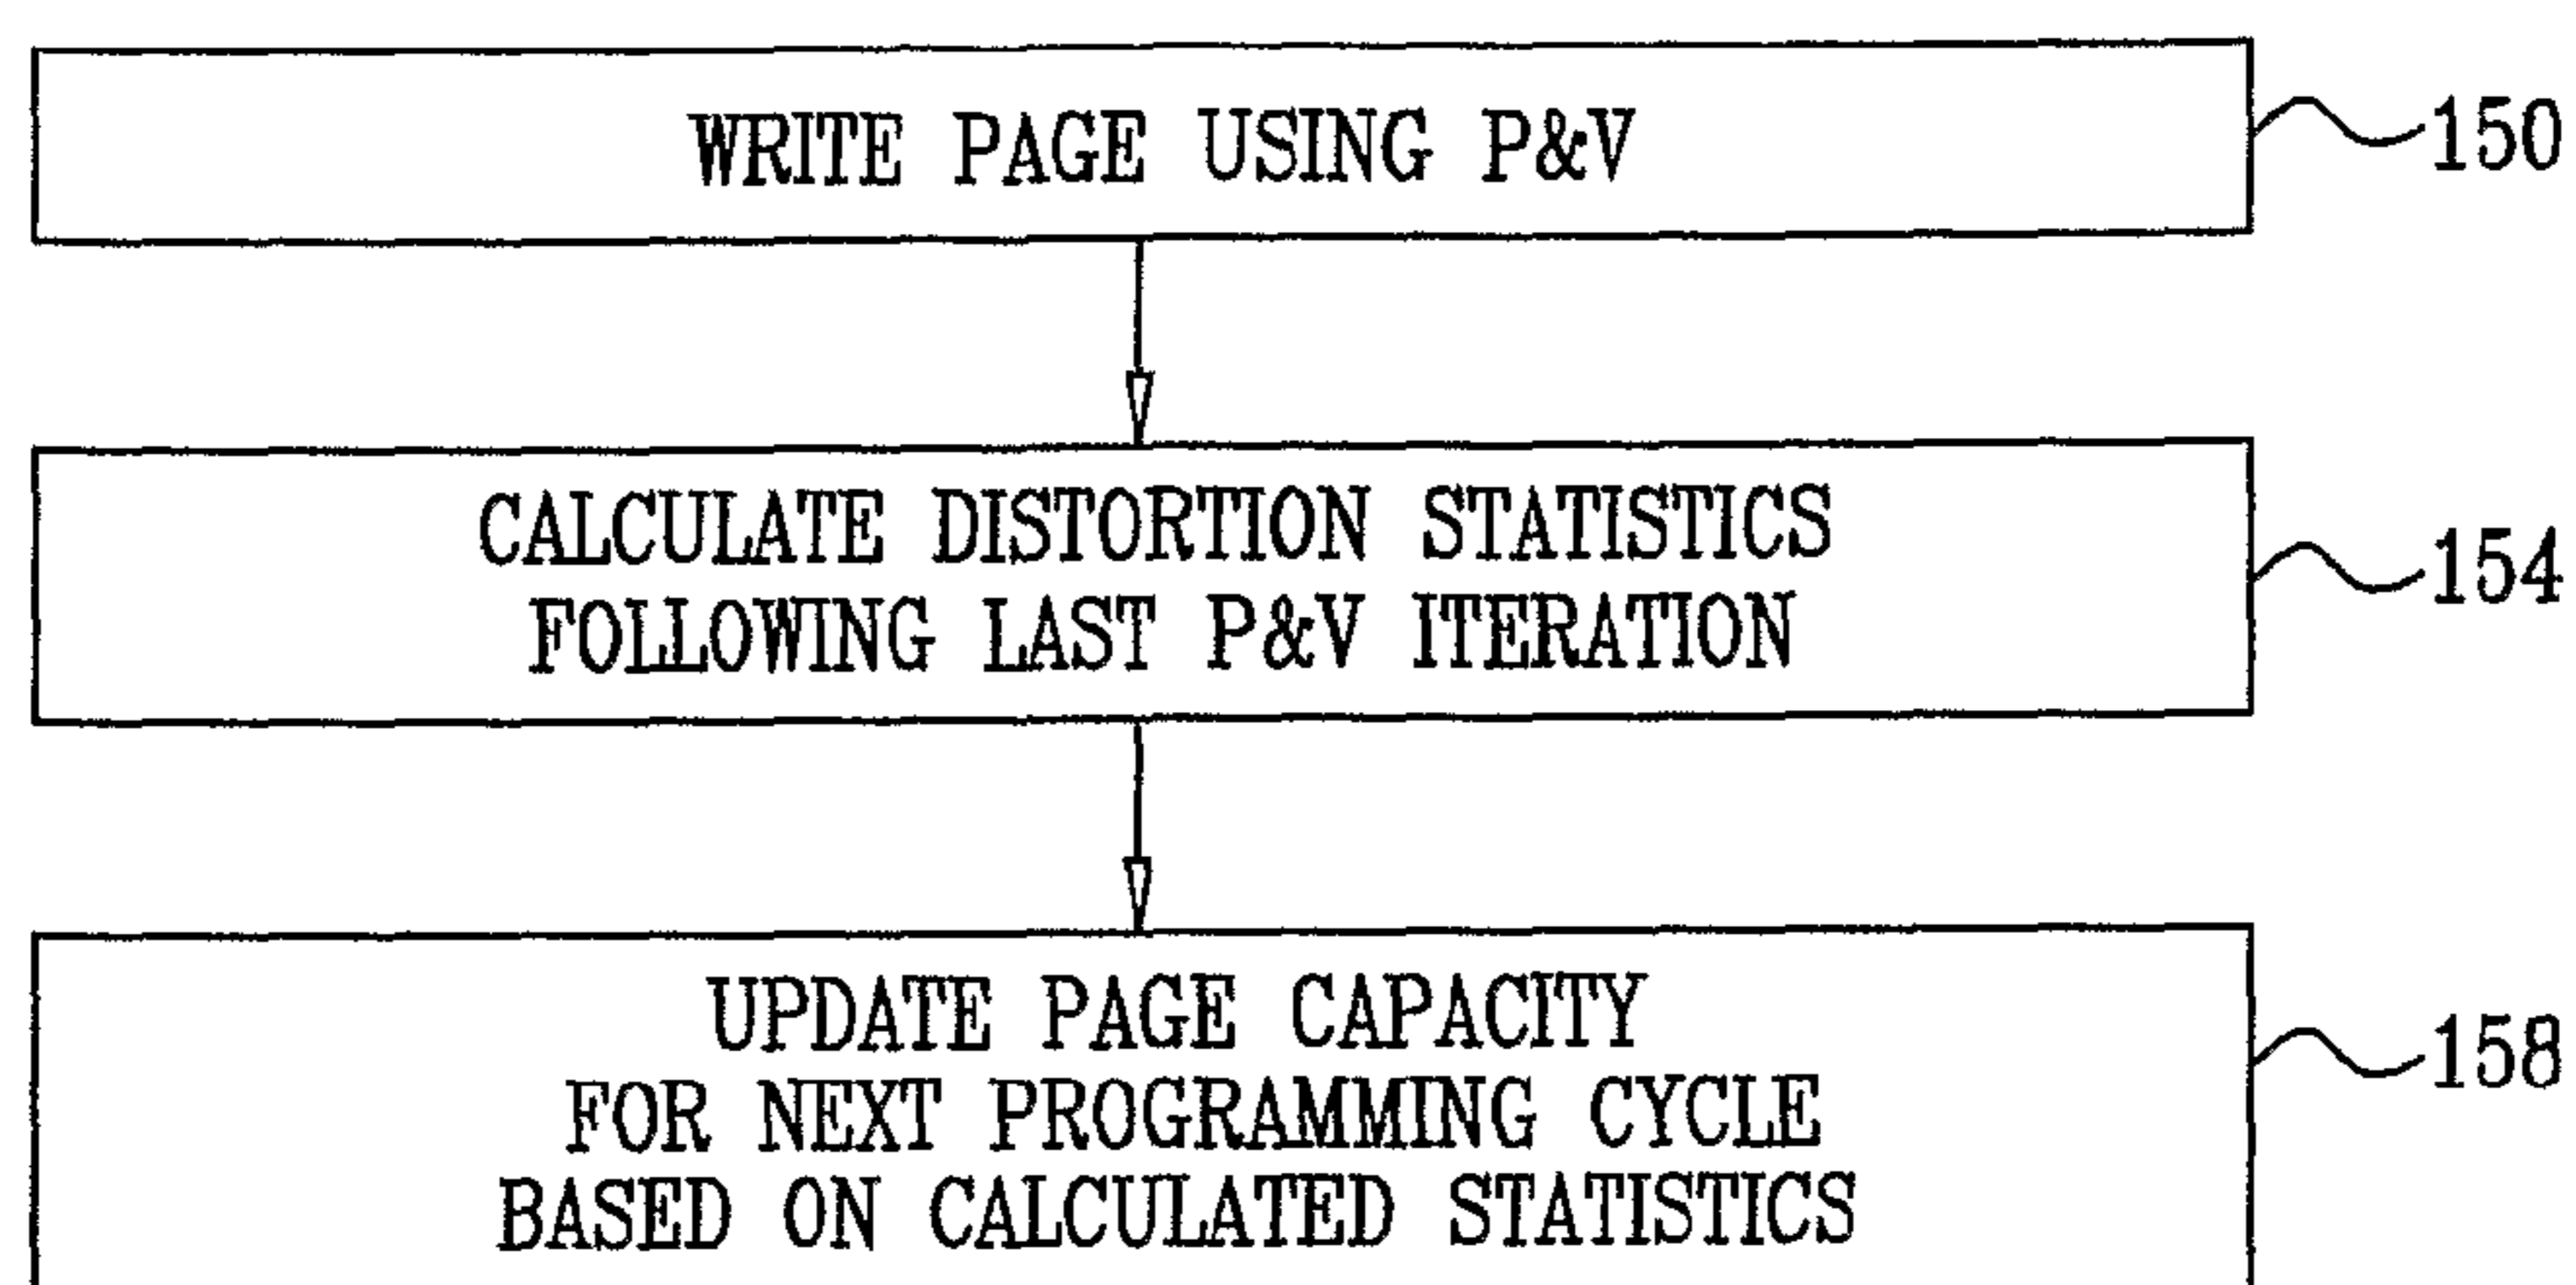 WRITE PAGE USING P&V
150
CALCULATE DISTORTION STATISTICS
FOLLOWING LAST P&V ITERATION
154
UPDATE PAGE CAPACITY
FOR NEXT PROGRAMMING CYCLE
BASED ON CALCULATED STATISTICS
158